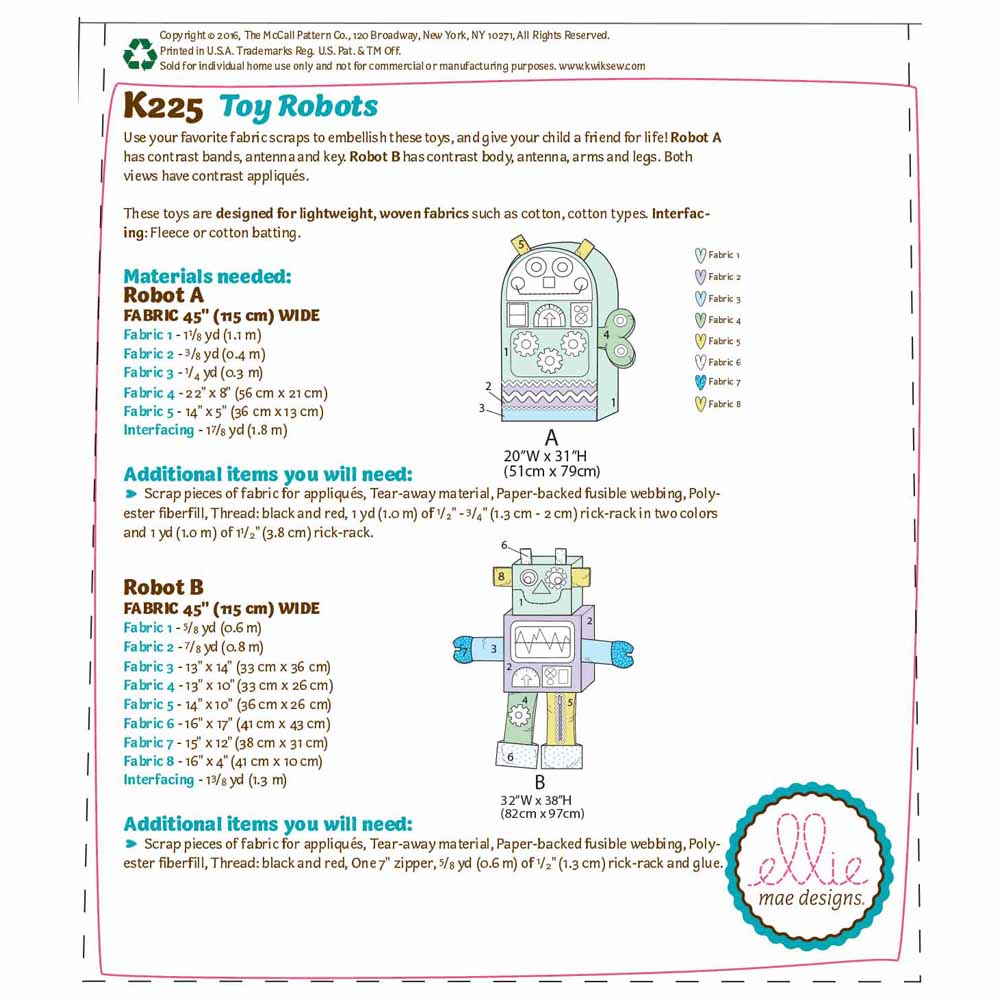 Copyright © 2016, The McCall Pattern Co., 120 Broadway, New York, NY 10271, All Rights Reserved.
Printed in U.S.A. Trademarks Reg. U.S. Pat. & TM Off.
Sold for individual home use only and not for commercial or manufacturing purposes. www.kwiksew.com
K225 Toy Robots
Use your favorite fabric scraps to embellish these toys, and give your child a friend for life! Robot A
has contrast bands, antenna and key. Robot B has contrast body, antenna, arms and legs. Both
views have contrast appliqués.
These toys are designed for lightweight, woven fabrics such as cotton, cotton types. Interfac-
ing: Fleece or cotton batting.
Materials needed:
Robot A
FABRIC 45" (115 cm) WIDE
Fabric 1 - 1 1/8 yd (1.1 m)
Fabric 2 - 3/8 yd (0.4 m)
Fabric 3 - 1/4 yd (0.3 m)
Fabric 4 - 22" x 8" (56 cm x 21 cm)
Fabric 5 - 14" x 5" (36 cm x 13 cm)
Interfacing - 1 7/8 yd (1.8 m)
5
4
1
2
3
1
A
20"W x 31"H
(51cm x 79cm)
Fabric 1
Fabric 2
Fabric 3
Fabric 4
Fabric 5
Fabric 6
Fabric 7
Fabric 8
Additional items you will need:
Scrap pieces of fabric for appliqués, Tear-away material, Paper-backed fusible webbing, Poly-
ester fiberfill, Thread: black and red, 1 yd (1.0 m) of 1/2" - 3/4" (1.3 cm - 2 cm) rick-rack in two colors
and 1 yd (1.0 m) of 1 1/2" (3.8 cm) rick-rack.
Robot B
FABRIC 45" (115 cm) WIDE
Fabric 1 - 5/8 yd (0.6 m)
Fabric 2 - 7/8 yd (0.8 m)
Fabric 3 - 13" x 14" (33 cm x 36 cm)
Fabric 4 - 13" x 10" (33 cm x 26 cm)
Fabric 5 - 14" x 10" (36 cm x 26 cm)
Fabric 6 - 16" x 17" (41 cm x 43 cm)
Fabric 7 - 15" x 12" (38 cm x 31 cm)
Fabric 8 - 16" x 4" (41 cm x 10 cm)
Interfacing - 1 3/8 yd (1.3 m)
6
8
1
2
7
3
2
4
5
6
B
32"W x 38"H
(82cm x 97cm)
Additional items you will need:
Scrap pieces of fabric for appliqués, Tear-away material, Paper-backed fusible webbing, Poly-
ester fiberfill, Thread: black and red, One 7" zipper, 5/8 yd (0.6 m) of 1/2" (1.3 cm) rick-rack and glue.
ellie
mae designs.